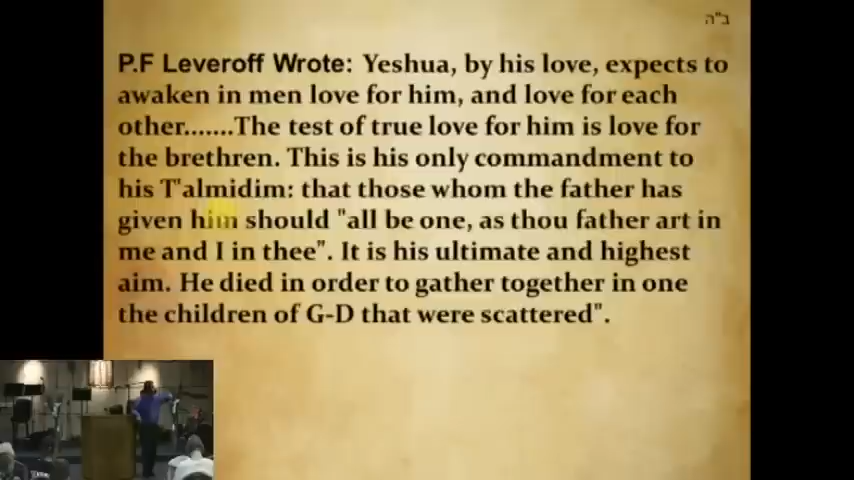 ב"ה
P.F Leveroff Wrote: Yeshua, by his love, expects to
awaken in men love for him, and love for each
other.......The test of true love for him is love for
the brethren. This is his only commandment to
his T'almidim: that those whom the father has
given him should "all be one, as thou father art in
me and I in thee". It is his ultimate and highest
aim. He died in order to gather together in one
the children of G-D that were scattered".